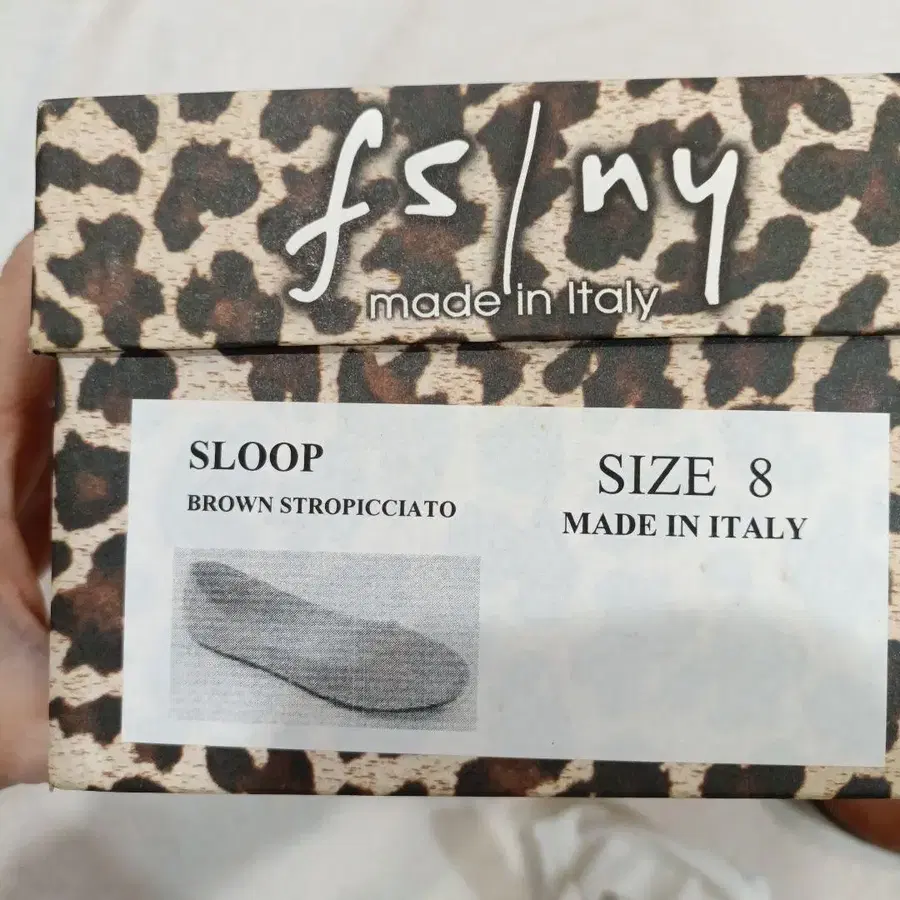 fs/ny
made in Italy
SLOOP
BROWN STROPICCIATO
SIZE 8
MADE IN ITALY